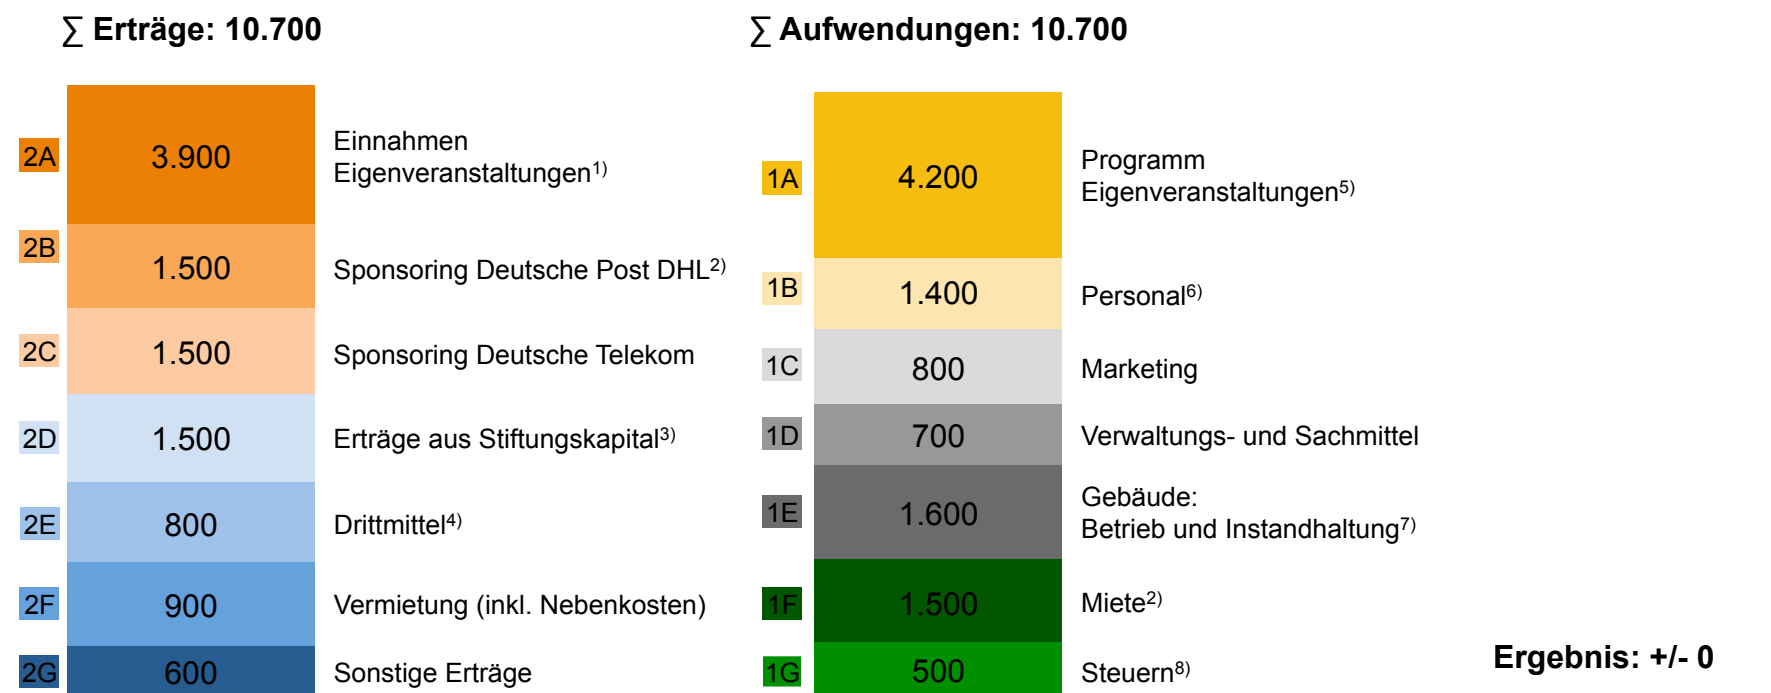 ∑ Erträge: 10.700
2A 3.900 Einnahmen
Eigenveranstaltungen1)
2B 1.500 Sponsoring Deutsche Post DHL2)
2C 1.500 Sponsoring Deutsche Telekom
2D 1.500 Erträge aus Stiftungskapital3)
2E 800 Drittmittel4)
2F 900 Vermietung (inkl. Nebenkosten)
2G 600 Sonstige Erträge
∑ Aufwendungen: 10.700
1A 4.200 Programm
Eigenveranstaltungen5)
1B 1.400 Personal6)
1C 800 Marketing
1D 700 Verwaltungs- und Sachmittel
1E 1.600 Gebäude:
Betrieb und Instandhaltung7)
1F 1.500 Miete2)
1G 500 Steuern8)
Ergebnis: +/- 0